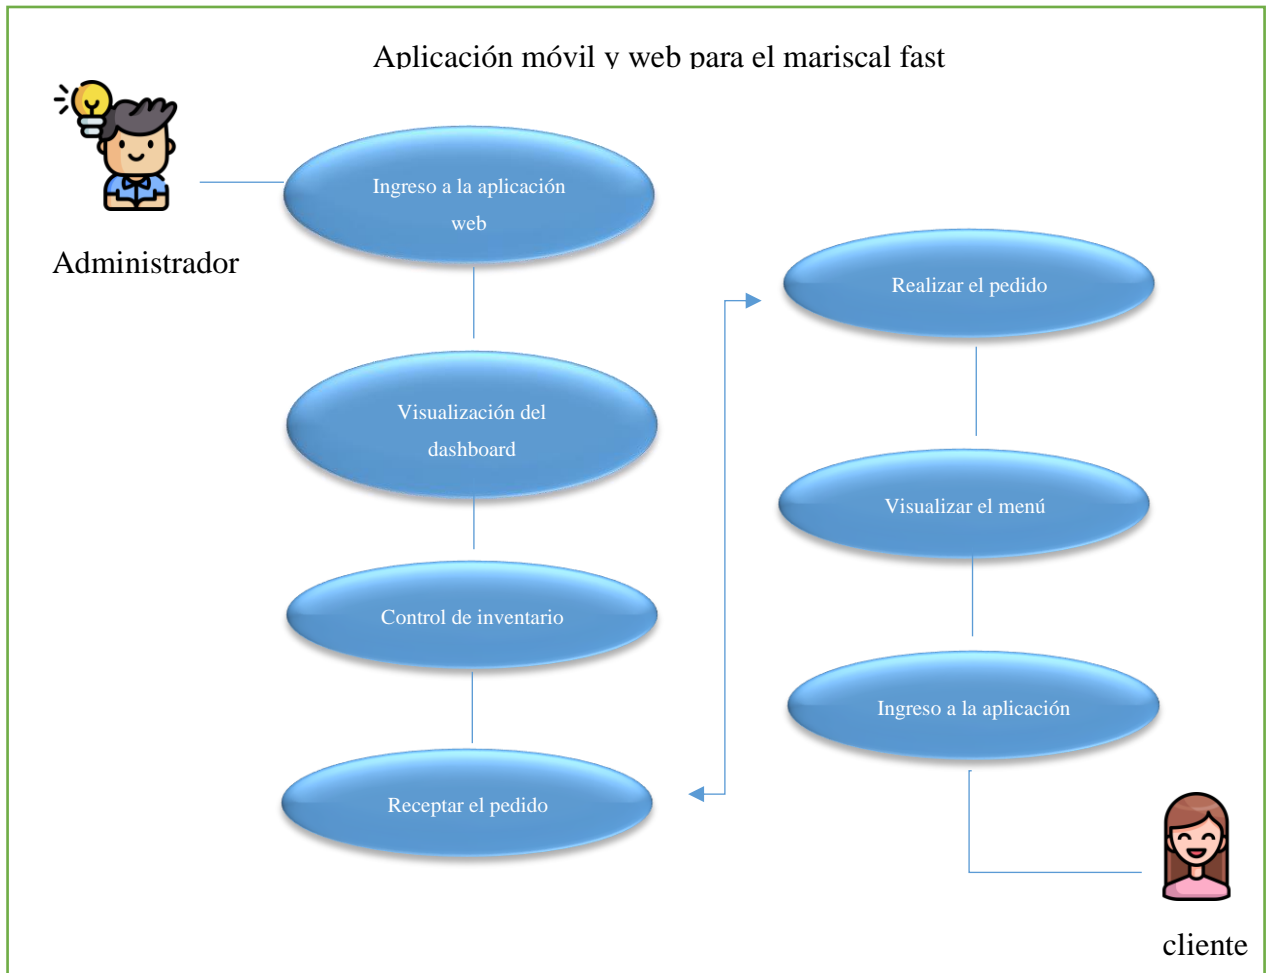 Aplicación móvil y web para el mariscal fast
Administrador
Ingreso a la aplicación
web
Visualización del
dashboard
Control de inventario
Receptar el pedido
Realizar el pedido
Visualizar el menú
Ingreso a la aplicación
cliente